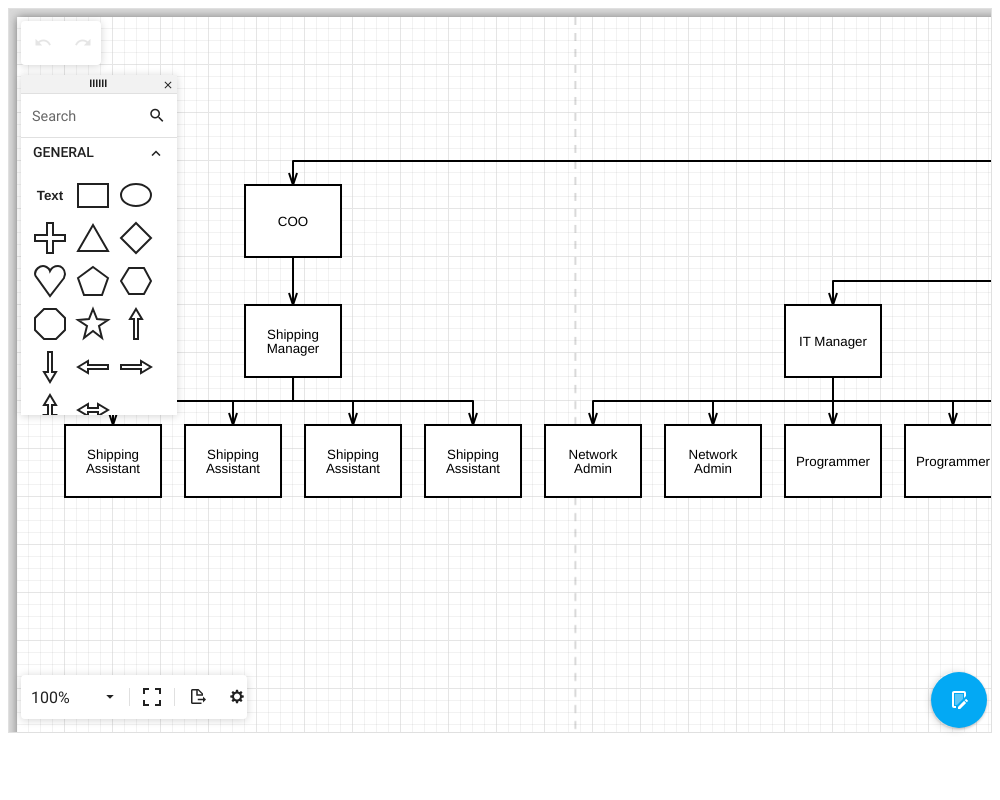 Search
GENERAL
Text
COO
Shipping
Manager
IT Manager
Shipping
Assistant
Shipping
Assistant
Shipping
Assistant
Shipping
Assistant
Network
Admin
Network
Admin
Programmer
Programmer
100%